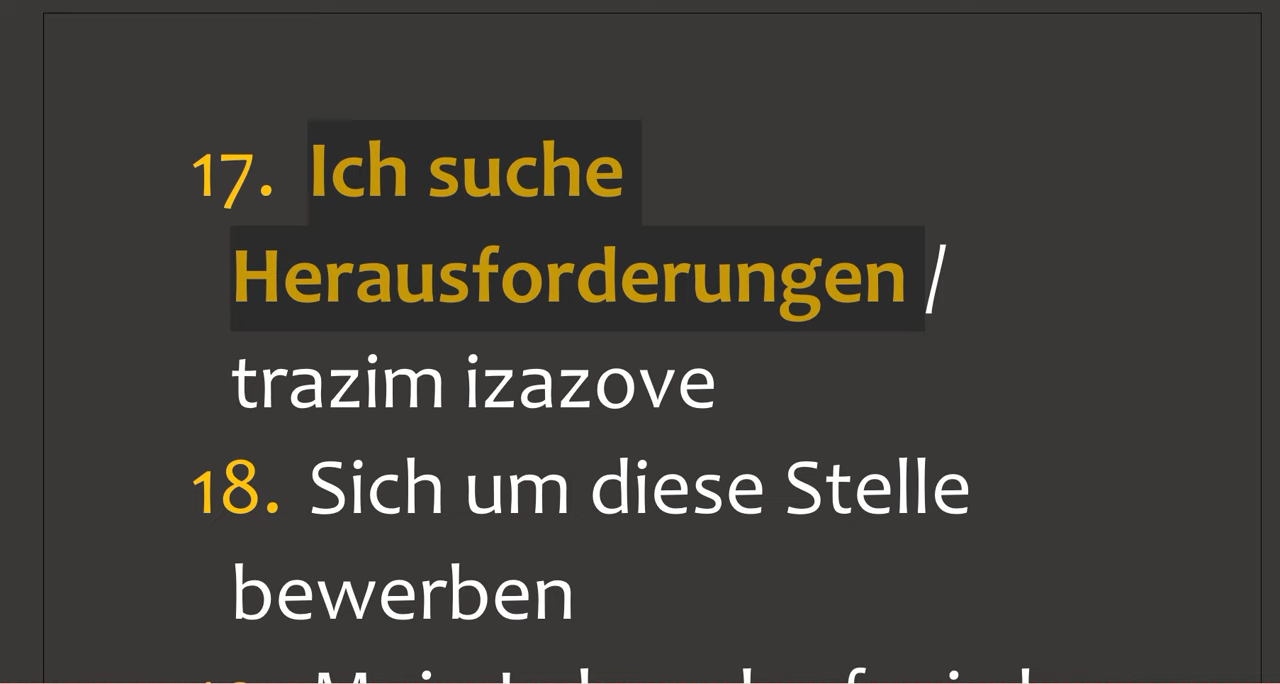 17. Ich suche
Herausforderungen /
trazim izazove
18. Sich um diese Stelle
bewerben